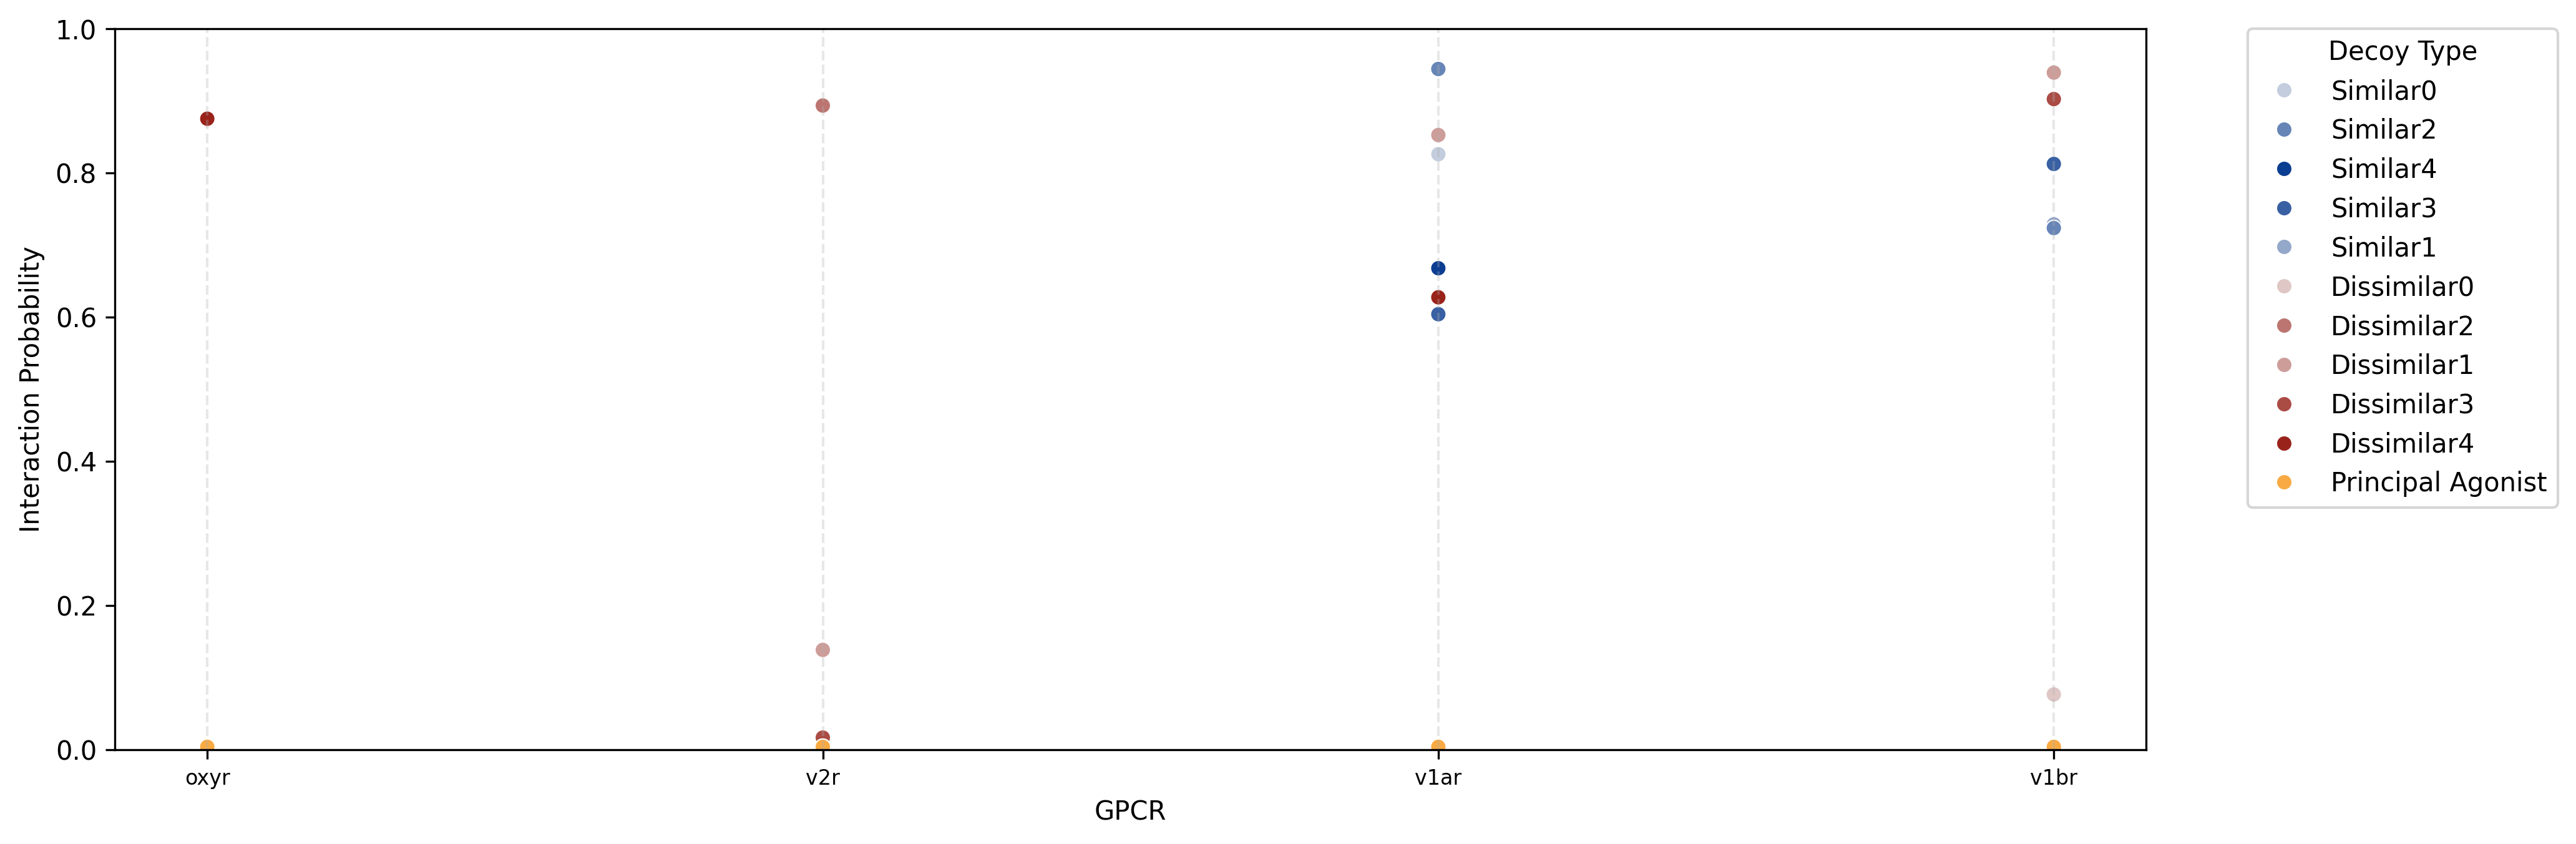 1.0
0.8
0.6
0.4
0.2
0.0
Interaction Probability
oxyr
v2r
v1ar
v1br
GPCR
Decoy Type
Similar0
Similar2
Similar4
Similar3
Similar1
Dissimilar0
Dissimilar2
Dissimilar1
Dissimilar3
Dissimilar4
Principal Agonist